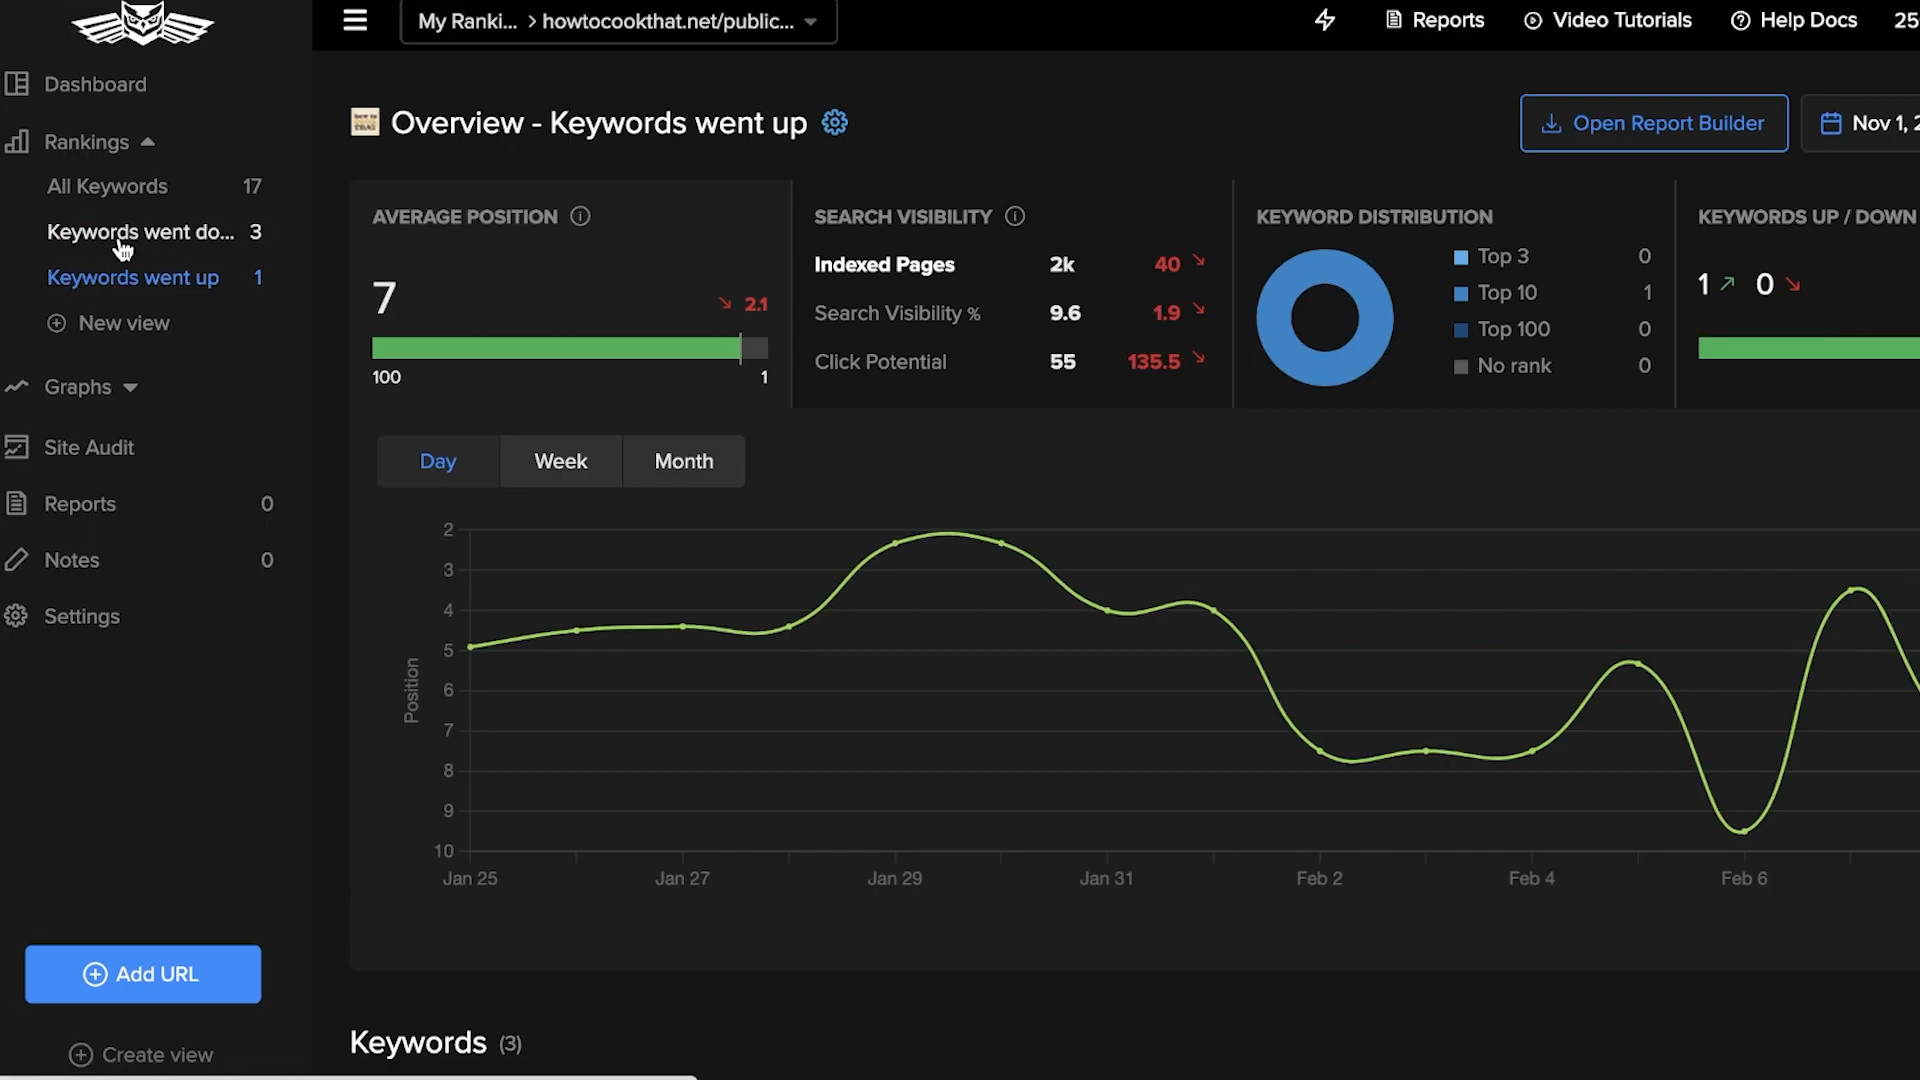 My Ranki... > howtocookthat.net/public...
Reports
Video Tutorials
Help Docs
25
Dashboard
Rankings
All Keywords 17
Keywords went do... 3
Keywords went up 1
New view
Graphs
Site Audit
Reports 0
Notes 0
Settings
Add URL
Create view
Overview - Keywords went up
Open Report Builder
Nov 1, 2
AVERAGE POSITION
7
2.1
100 1
SEARCH VISIBILITY
Indexed Pages 2k 40
Search Visibility % 9.6 1.9
Click Potential 55 135.5
KEYWORD DISTRIBUTION
Top 3 0
Top 10 1
Top 100 0
No rank 0
KEYWORDS UP / DOWN
1 0
Day Week Month
Position
2
3
4
5
6
7
8
9
10
Jan 25 Jan 27 Jan 29 Jan 31 Feb 2 Feb 4 Feb 6
Keywords (3)